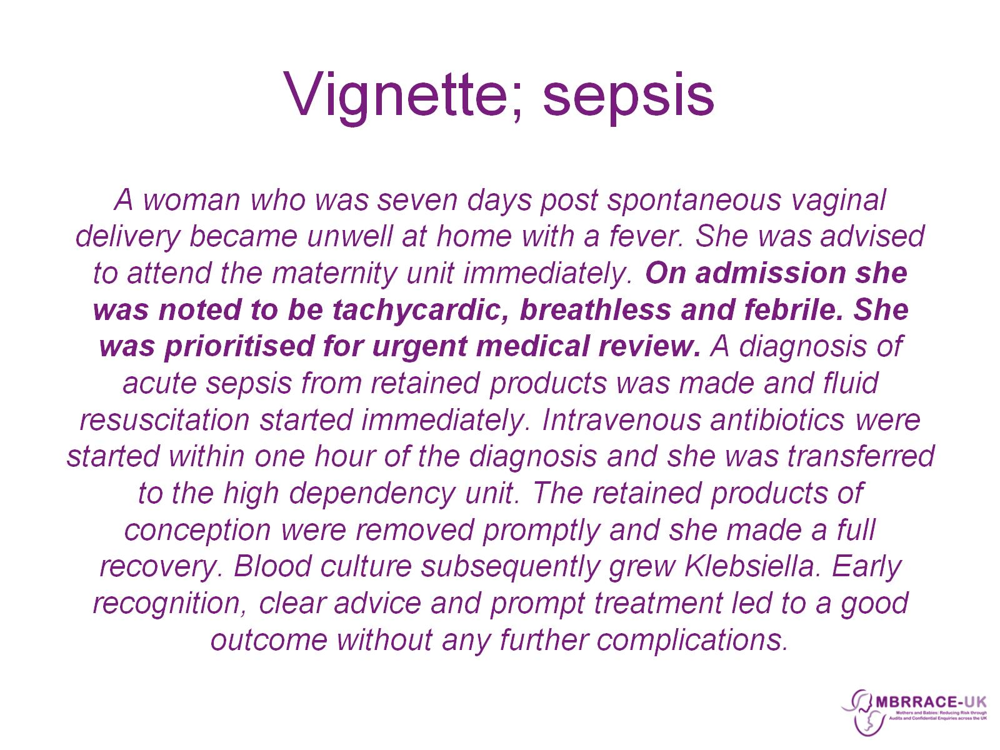 Vignette; sepsis
A woman who was seven days post spontaneous vaginal
delivery became unwell at home with a fever. She was advised
to attend the maternity unit immediately. On admission she
was noted to be tachycardic, breathless and febrile. She
was prioritised for urgent medical review. A diagnosis of
acute sepsis from retained products was made and fluid
resuscitation started immediately. Intravenous antibiotics were
started within one hour of the diagnosis and she was transferred
to the high dependency unit. The retained products of
conception were removed promptly and she made a full
recovery. Blood culture subsequently grew Klebsiella. Early
recognition, clear advice and prompt treatment led to a good
outcome without any further complications.
MBRRACE-UK
Mothers and Babies: Reducing Risk through
Audits and Confidential Enquiries across the UK